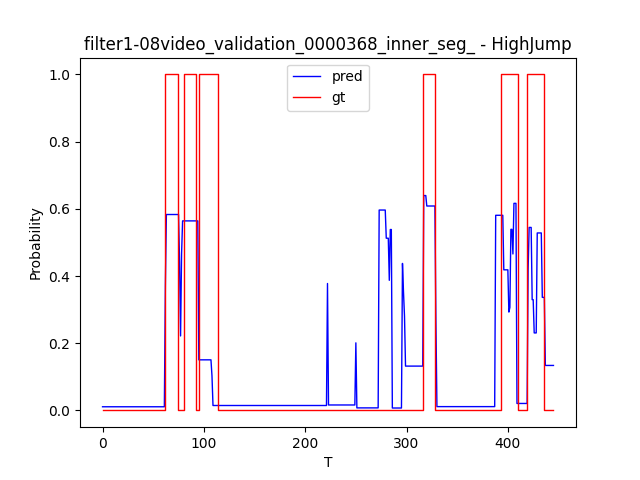 filter1-08video_validation_0000368_inner_seg_ - HighJump
pred
gt
1.0
0.8
0.6
0.4
0.2
0.0
Probability
0
100
200
300
400
T